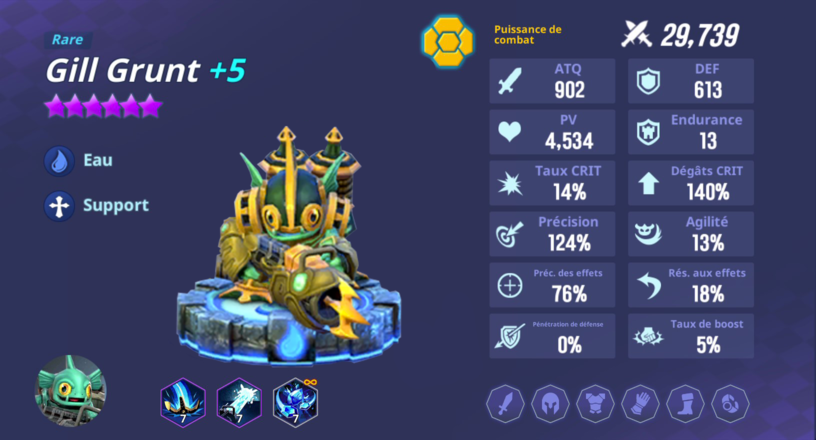 Rare
Gill Grunt +5
Eau
Support
7
7
∞
7
Puissance de
combat
29,739
ATQ
902
DEF
613
PV
4,534
Endurance
13
Taux CRIT
14%
Dégâts CRIT
140%
Précision
124%
Agilité
13%
Préc. des effets
76%
Rés. aux effets
18%
Pénétration de défense
0%
Taux de boost
5%